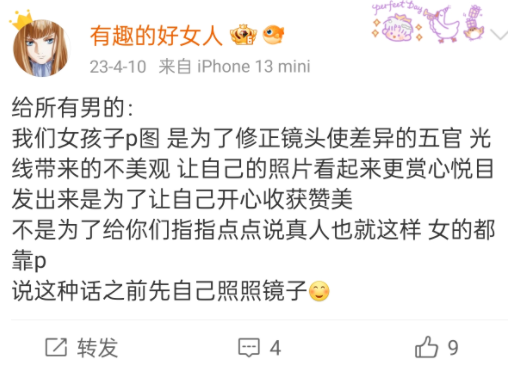 perfect Day
有趣的好女人
23-4-10 来自 iPhone 13 mini
给所有男的：
我们女孩子p图 是为了修正镜头使差异的五官 光
线带来的不美观 让自己的照片看起来更赏心悦目
发出来是为了让自己开心收获赞美
不是为了给你们指指点点说真人也就这样 女的都
靠p
说这种话之前先自己照照镜子😊
转发 4 9